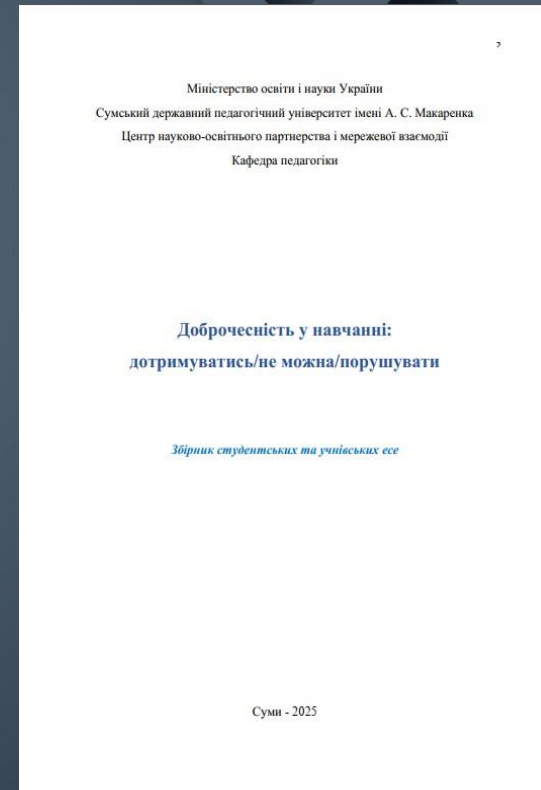 Міністерство освіти і науки України
Сумський державний педагогічний університет імені А. С. Макаренка
Центр науково-освітнього партнерства і мережевої взаємодії
Кафедра педагогіки
Доброчесність у навчанні:
дотримуватись/не можна/порушувати
Збірник студентських та учнівських есе
Суми - 2025